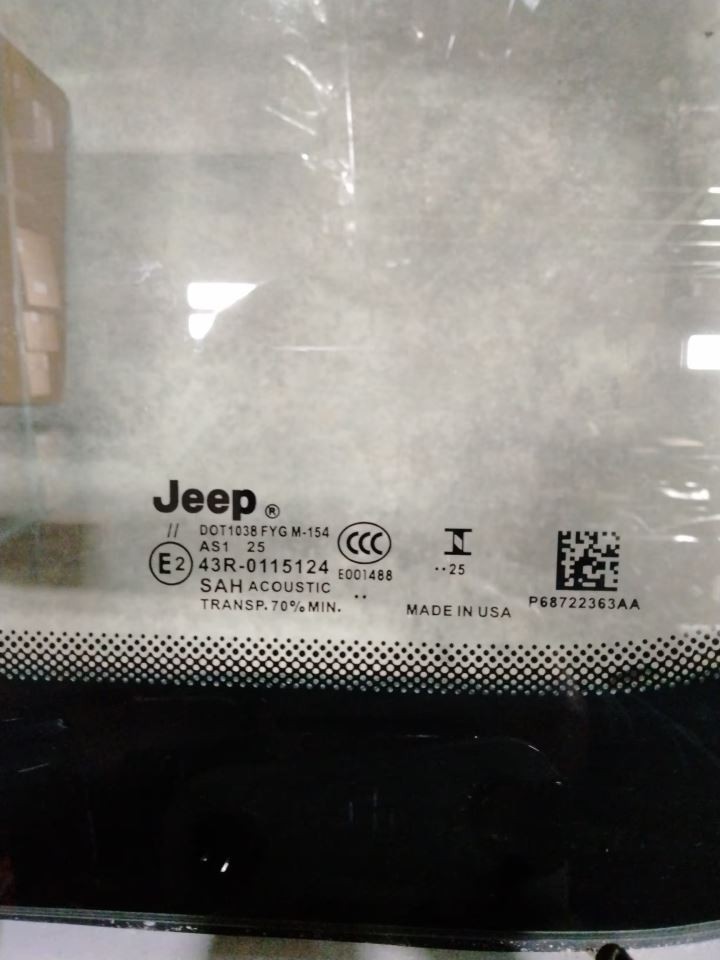 Jeep®
// DOT1038 FYG M-154
AS1 25
E2 43R-0115124
SAH ACOUSTIC
TRANSP. 70% MIN.
CCC
E001488
..
..25
MADE IN USA
P68722363AA